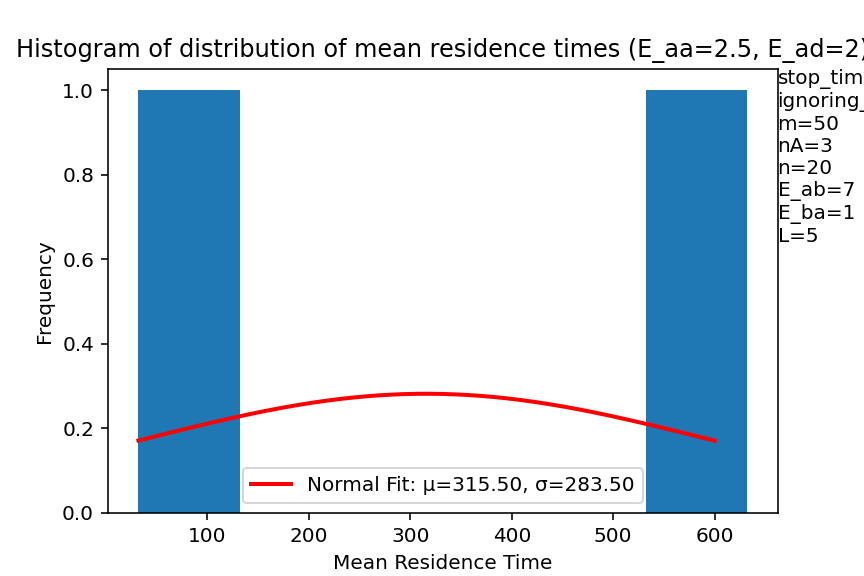 Histogram of distribution of mean residence times (E_aa=2.5, E_ad=2)
stop_tim
ignoring_
m=50
nA=3
n=20
E_ab=7
E_ba=1
L=5
1.0
0.8
0.6
0.4
0.2
0.0
Frequency
Normal Fit: μ=315.50, σ=283.50
100 200 300 400 500 600
Mean Residence Time